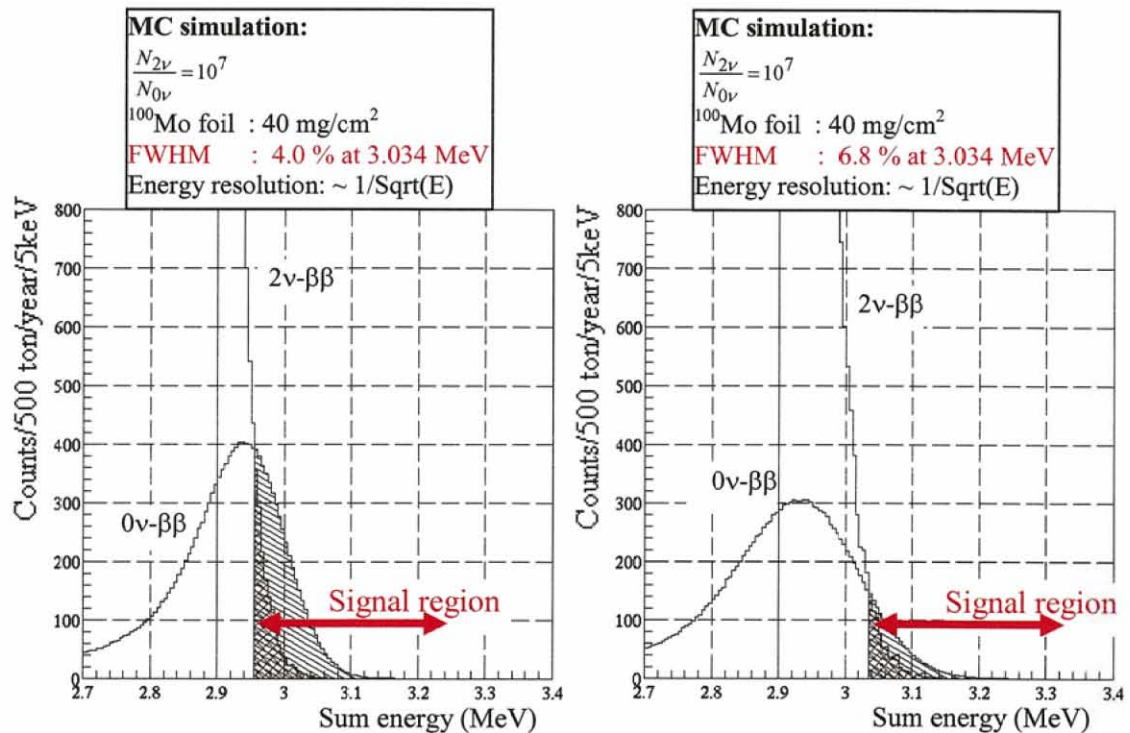 MC simulation:
N2ν/N0ν = 10^7
100Mo foil : 40 mg/cm2
FWHM : 4.0 % at 3.034 MeV
Energy resolution: ~ 1/Sqrt(E)
Counts/500 ton/year/5keV
800
700
600
500
400
300
200
100
0
2ν-ββ
0ν-ββ
Signal region
2.7 2.8 2.9 3 3.1 3.2 3.3 3.4
Sum energy (MeV)
MC simulation:
N2ν/N0ν = 10^7
100Mo foil : 40 mg/cm2
FWHM : 6.8 % at 3.034 MeV
Energy resolution: ~ 1/Sqrt(E)
Counts/500 ton/year/5keV
800
700
600
500
400
300
200
100
0
2ν-ββ
0ν-ββ
Signal region
2.7 2.8 2.9 3 3.1 3.2 3.3 3.4
Sum energy (MeV)